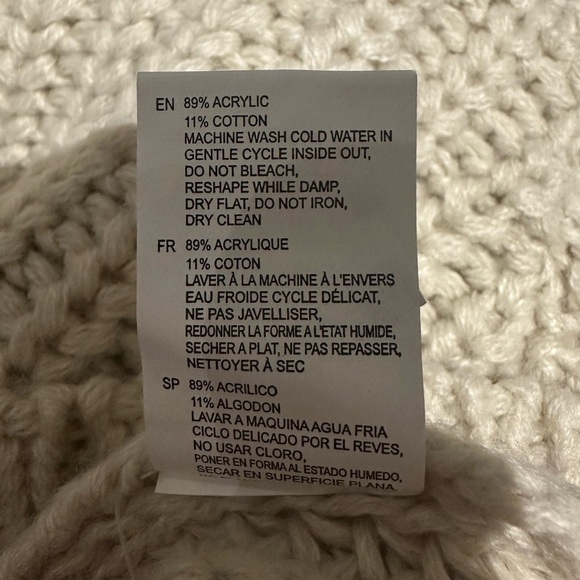 EN 89% ACRYLIC
11% COTTON
MACHINE WASH COLD WATER IN
GENTLE CYCLE INSIDE OUT,
DO NOT BLEACH,
RESHAPE WHILE DAMP,
DRY FLAT, DO NOT IRON,
DRY CLEAN
FR 89% ACRYLIQUE
11% COTON
LAVER À LA MACHINE À L'ENVERS
EAU FROIDE CYCLE DÉLICAT,
NE PAS JAVELLISER,
REDONNER LA FORME A L'ETAT HUMIDE,
SECHER A PLAT, NE PAS REPASSER,
NETTOYER À SEC
SP 89% ACRILICO
11% ALGODON
LAVAR A MAQUINA AGUA FRIA
CICLO DELICADO POR EL REVES,
NO USAR CLORO,
PONER EN FORMA AL ESTADO HUMEDO,
SECAR EN SUPERFICIE PLANA